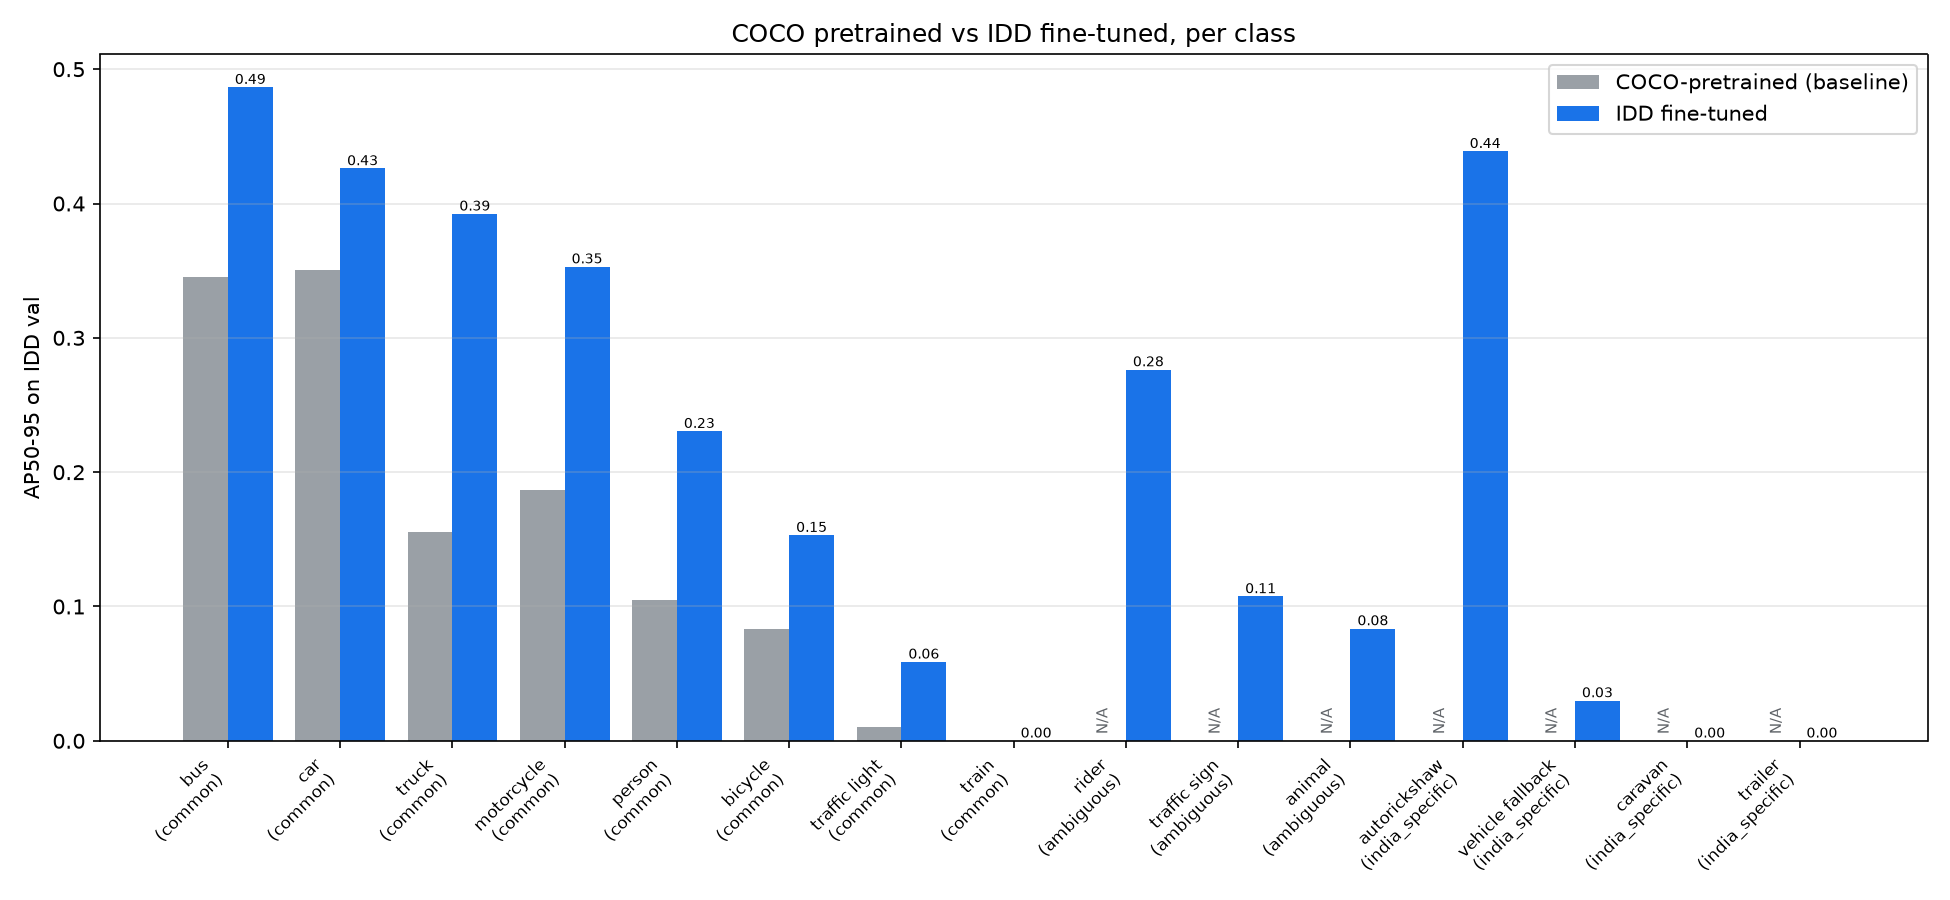 COCO pretrained vs IDD fine-tuned, per class
COCO-pretrained (baseline)
IDD fine-tuned
AP50-95 on IDD val
0.5
0.4
0.3
0.2
0.1
0.0
0.49
0.43
0.39
0.35
0.23
0.15
0.06
0.00
N/A
0.28
N/A
0.11
N/A
0.08
N/A
0.44
N/A
0.03
N/A
0.00
N/A
0.00
bus
(common)
car
(common)
truck
(common)
motorcycle
(common)
person
(common)
bicycle
(common)
traffic light
(common)
train
(common)
rider
(ambiguous)
traffic sign
(ambiguous)
animal
(ambiguous)
autorickshaw
(india_specific)
vehicle fallback
(india_specific)
caravan
(india_specific)
trailer
(india_specific)